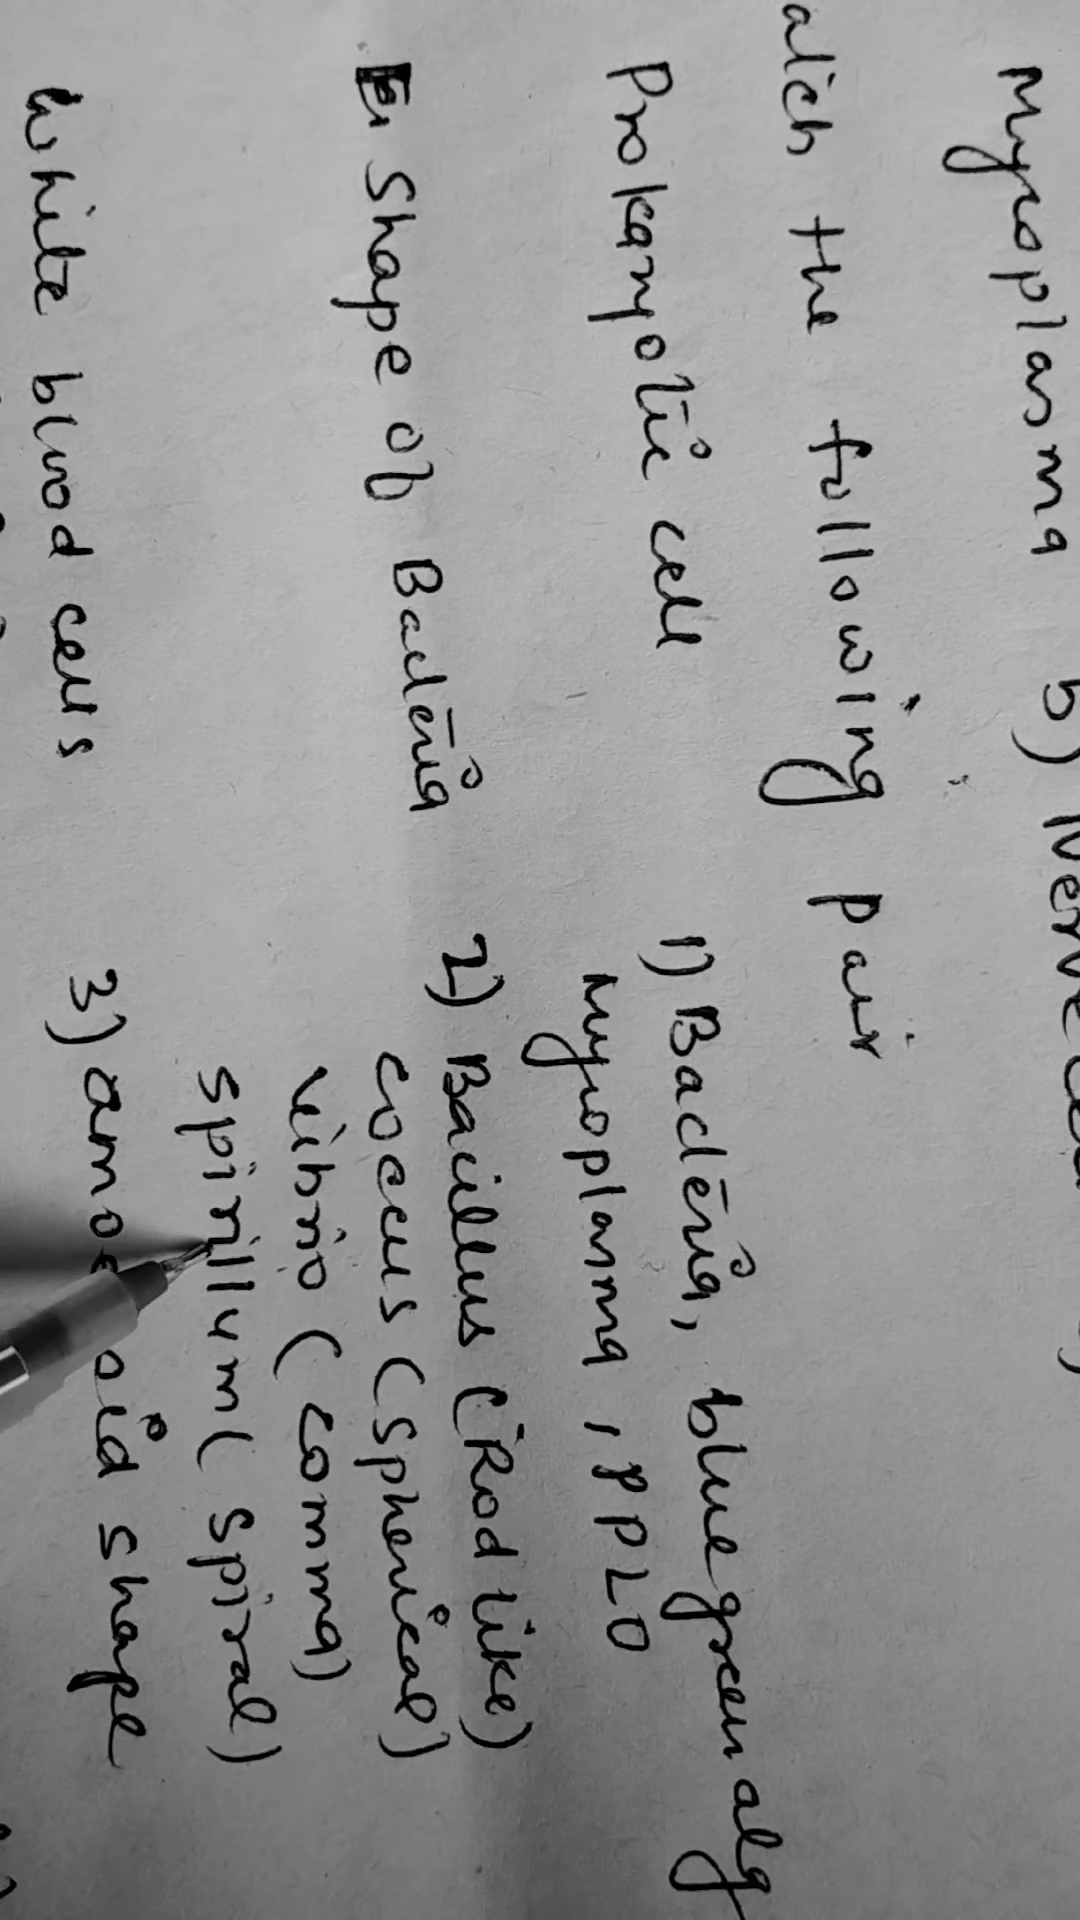 Mycoplasma b) Nerve cell
atch the following pair
Prokaryotic cell 1) Bacteria, blue green alg
Mycoplasma, PPLO
Shape of Bacteria 2) Bacillus (Rod like)
coccus (Spherical)
vibrio (comma)
spirillum (spiral)
white blood cells 3) amoeboid shape